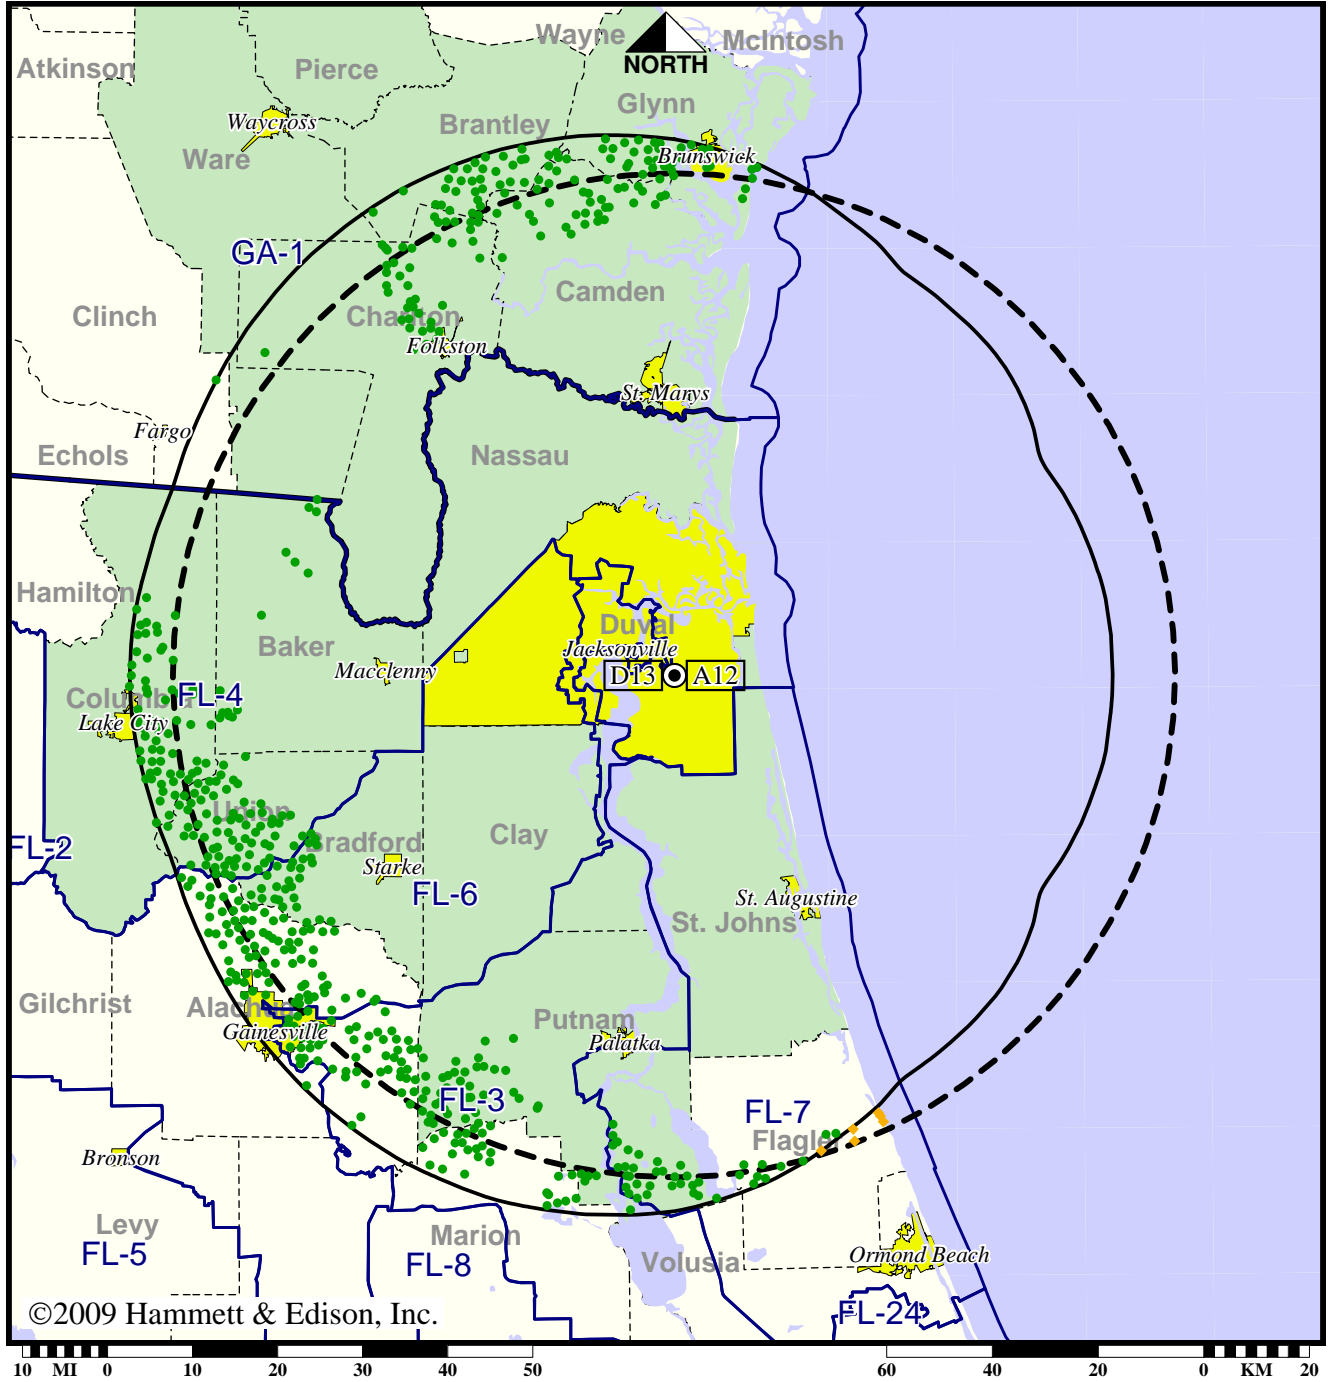 Wayne
McIntosh
Atkinson
Pierce
NORTH
Glynn
Waycross
Brantley
Ware
Brunswick
GA-1
Camden
Clinch
Charlton
Folkston
St. Marys
Fargo
Echols
Nassau
Hamilton
Duval
Baker
Jacksonville
Macclenny
D13
A12
Columbia
FL-4
Lake City
Union
FL-2
Bradford
Clay
Starke
FL-6
St. Augustine
St. Johns
Gilchrist
Alachua
Putnam
Gainesville
Palatka
FL-3
FL-7
Flagler
Bronson
Levy
Marion
FL-5
FL-8
Volusia
Ormond Beach
©2009 Hammett & Edison, Inc.
FL-24
10 MI 0 10 20 30 40 50
60 40 20 0 KM 20